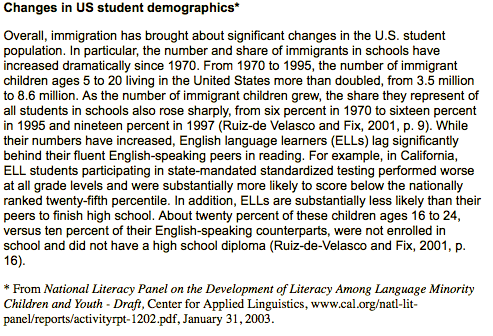 Changes in US student demographics*
Overall, immigration has brought about significant changes in the U.S. student
population. In particular, the number and share of immigrants in schools have
increased dramatically since 1970. From 1970 to 1995, the number of immigrant
children ages 5 to 20 living in the United States more than doubled, from 3.5 million
to 8.6 million. As the number of immigrant children grew, the share they represent of
all students in schools also rose sharply, from six percent in 1970 to sixteen percent
in 1995 and nineteen percent in 1997 (Ruiz-de Velasco and Fix, 2001, p. 9). While
their numbers have increased, English language learners (ELLs) lag significantly
behind their fluent English-speaking peers in reading. For example, in California,
ELL students participating in state-mandated standardized testing performed worse
at all grade levels and were substantially more likely to score below the nationally
ranked twenty-fifth percentile. In addition, ELLs are substantially less likely than their
peers to finish high school. About twenty percent of these children ages 16 to 24,
versus ten percent of their English-speaking counterparts, were not enrolled in
school and did not have a high school diploma (Ruiz-de-Velasco and Fix, 2001, p.
16).
* From National Literacy Panel on the Development of Literacy Among Language Minority
Children and Youth - Draft, Center for Applied Linguistics, www.cal.org/natl-lit-
panel/reports/activityrpt-1202.pdf, January 31, 2003.